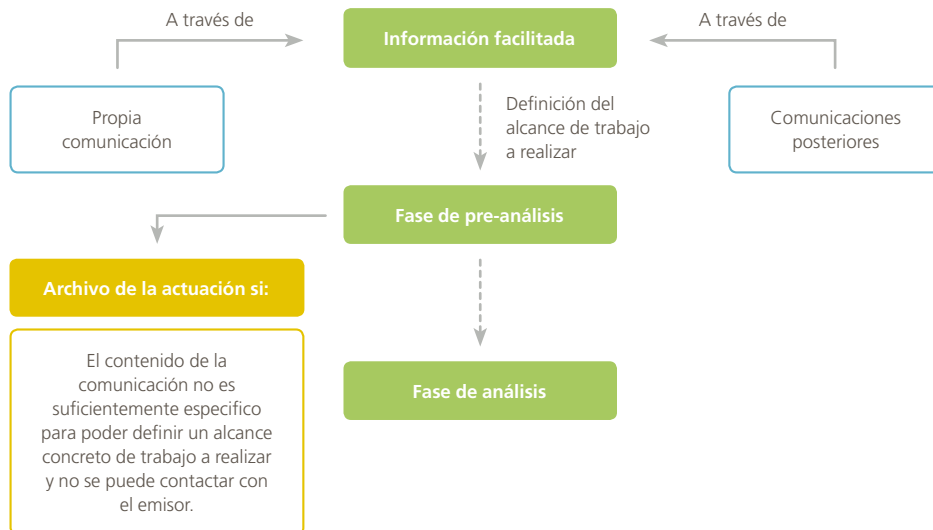 A través de
Información facilitada
A través de
Propia
comunicación
Definición del
alcance de trabajo
a realizar
Comunicaciones
posteriores
Fase de pre-análisis
Archivo de la actuación si:
El contenido de la
comunicación no es
suficientemente especifico
para poder definir un alcance
concreto de trabajo a realizar
y no se puede contactar con
el emisor.
Fase de análisis